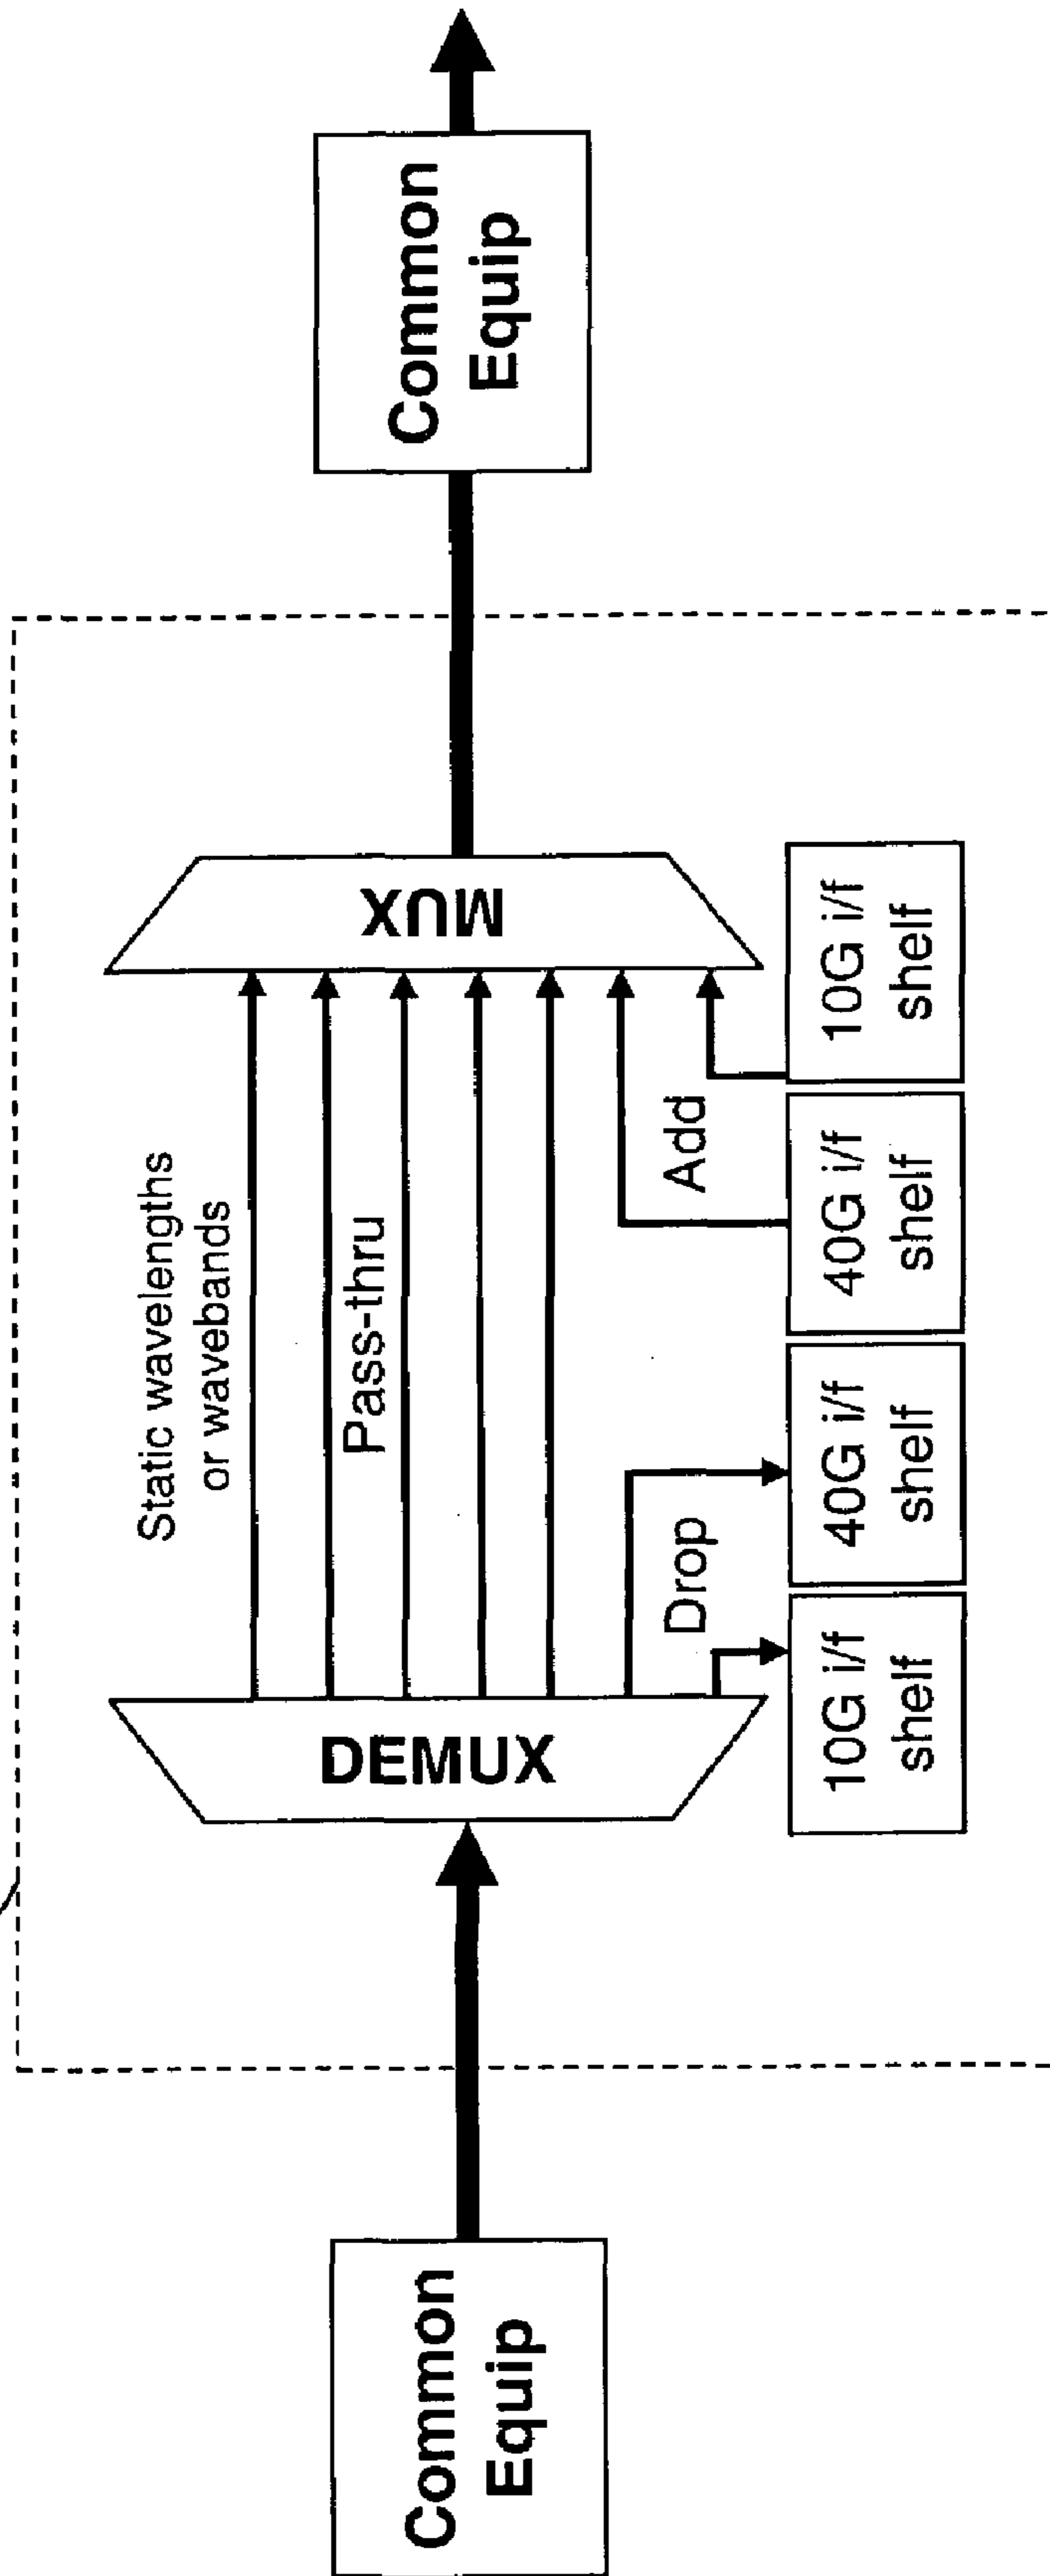 Common
Equip
DEMUX
Static wavelengths
or wavebands
Pass-thru
Drop
Add
10G i/f
shelf
40G i/f
shelf
40G i/f
shelf
10G i/f
shelf
MUX
Common
Equip